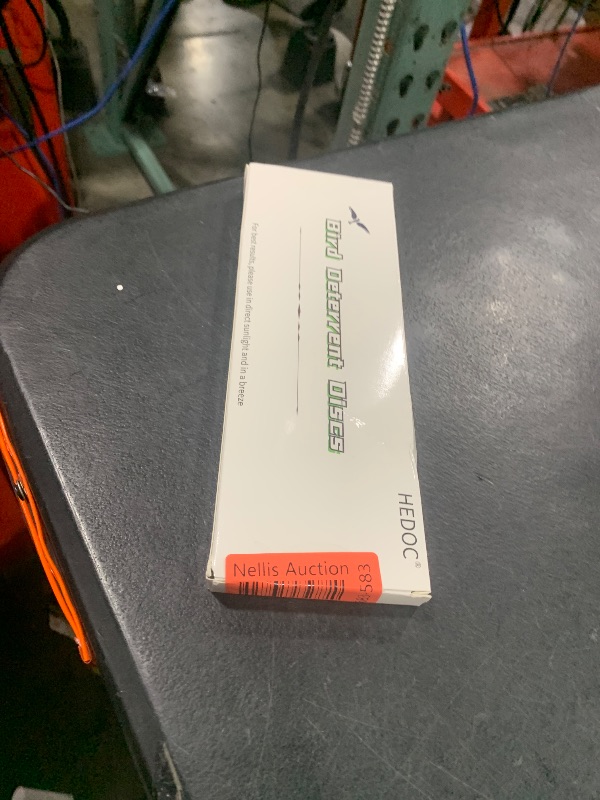 Bird Deterrent Discs
For best results, please use in direct sunlight and in a breeze
HEDOC®
Nellis Auction
583